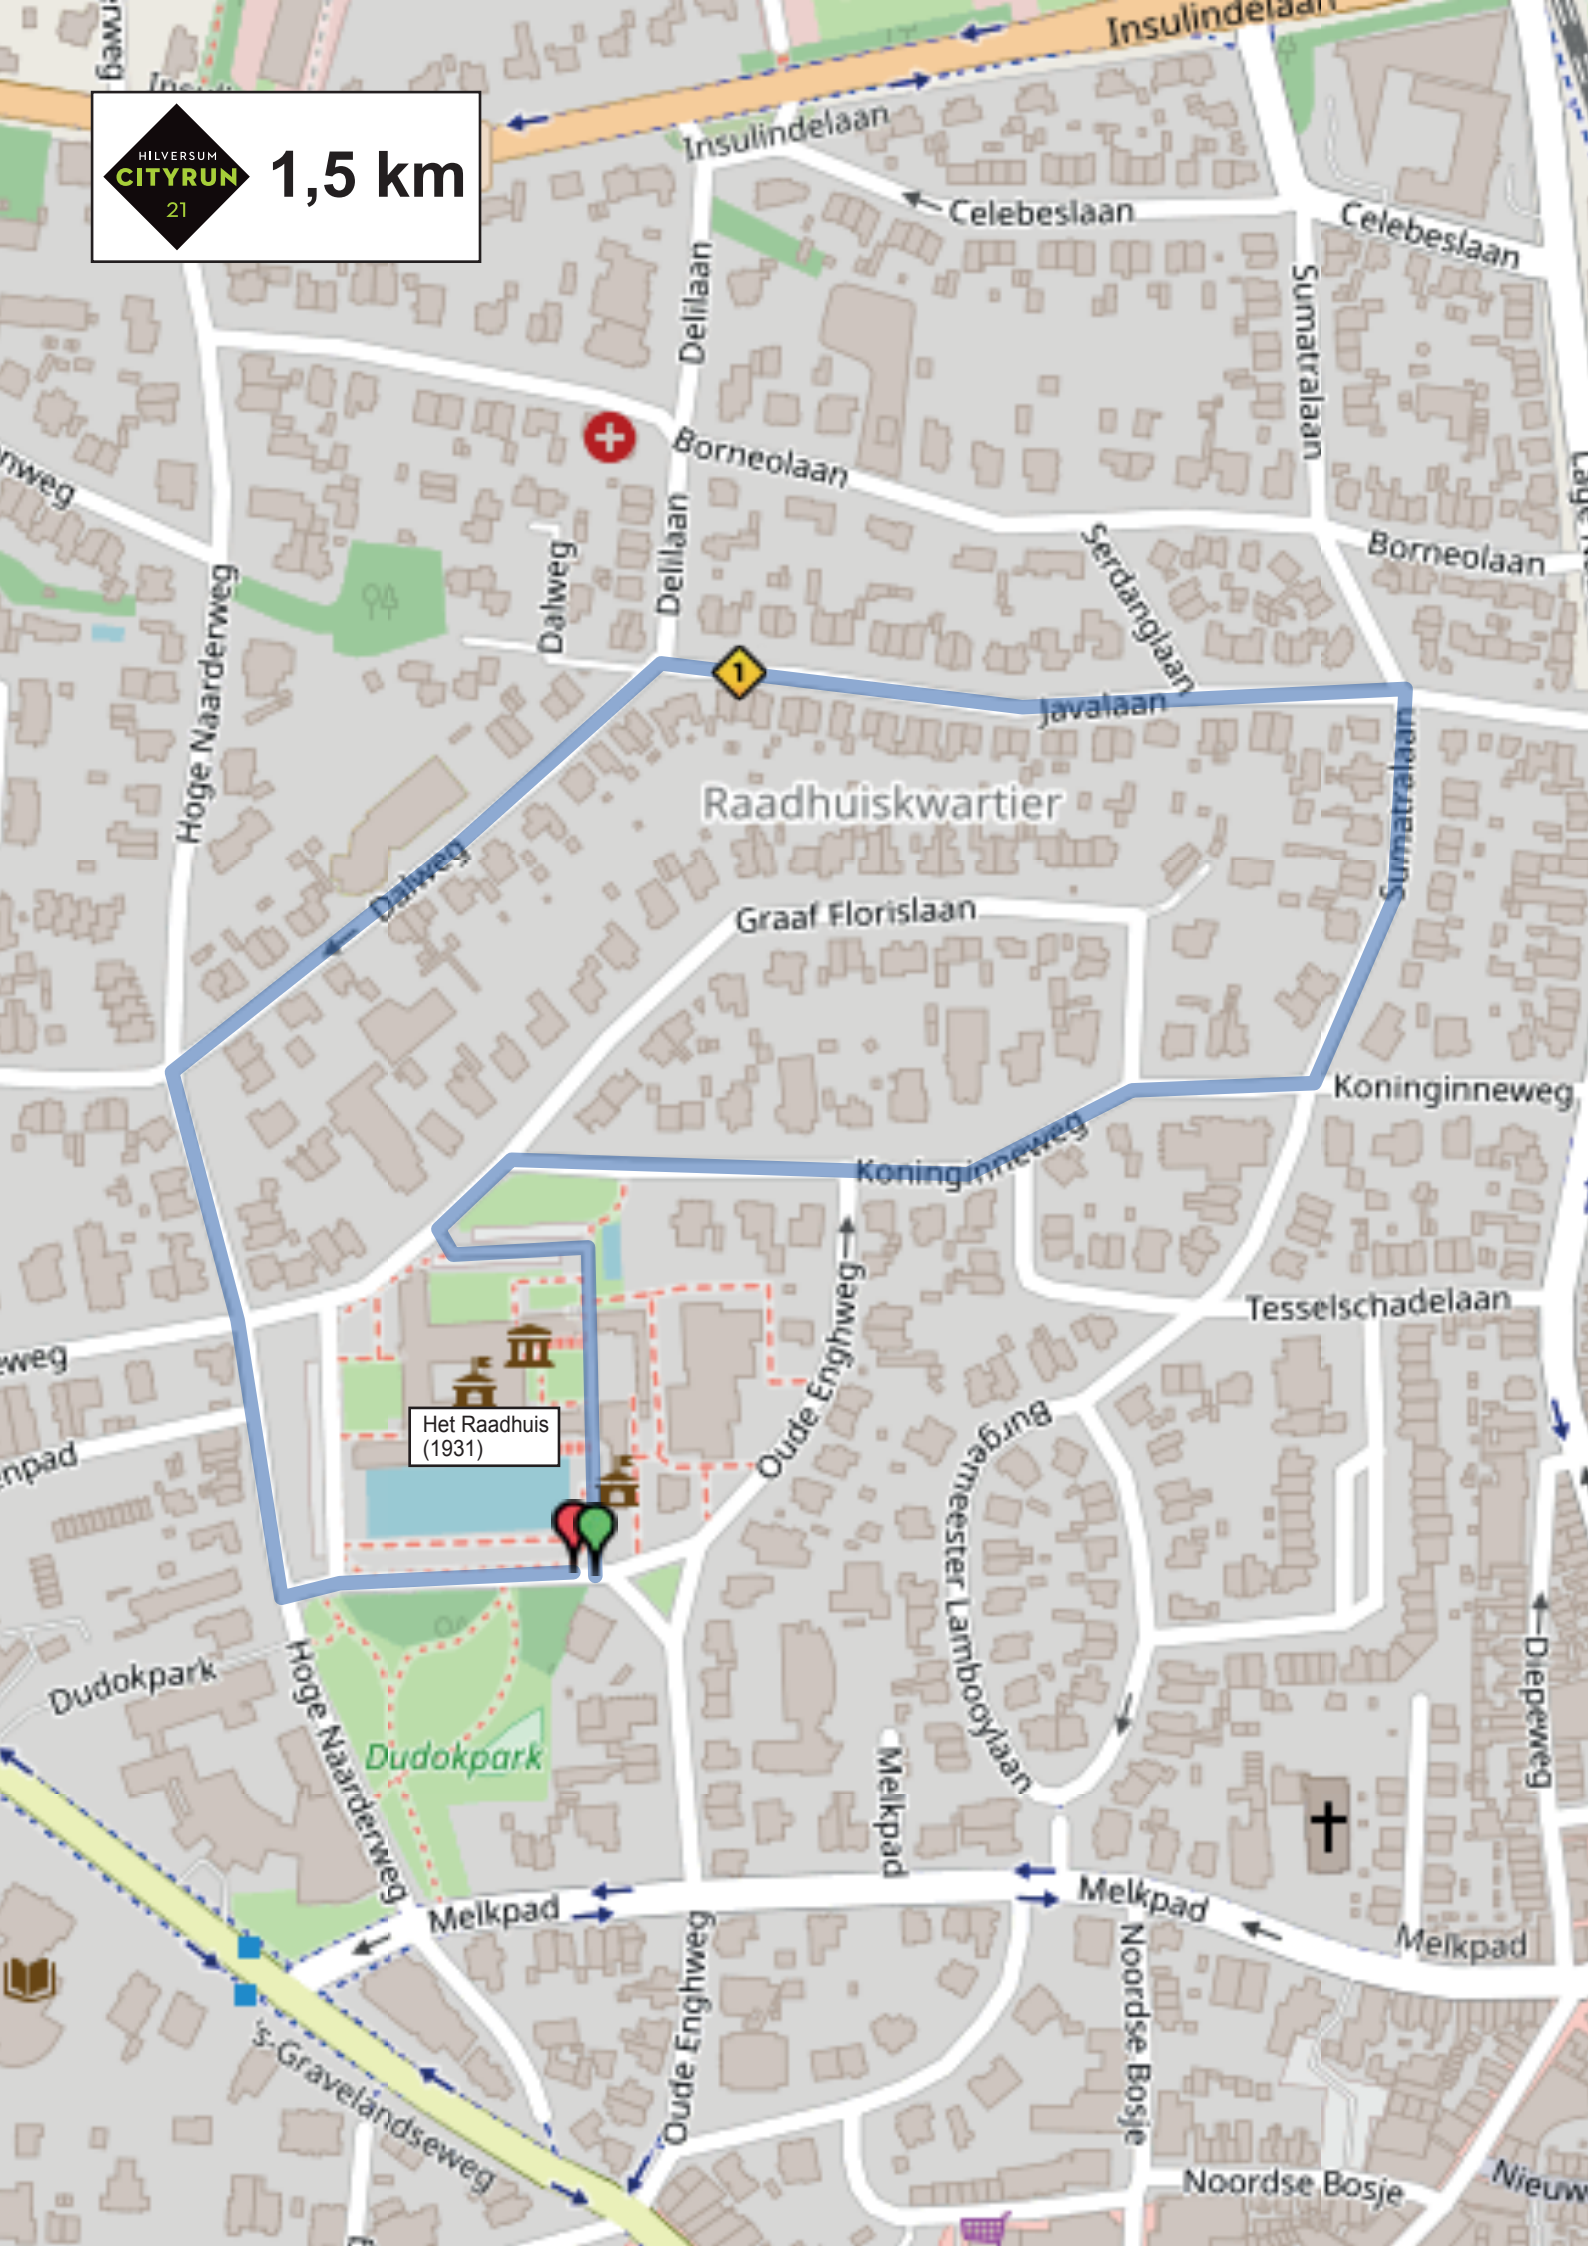 Insulindelaan
HILVERSUM
CITYRUN
21
1,5 km
Insulindelaan
Celebeslaan
Celebeslaan
Delilaan
Sumatralaan
Borneolaan
Delilaan
Dalweg
Serdanglaan
Borneolaan
Hoge Naarderweg
1
Javalaan
Sumatralaan
Raadhuiskwartier
Dalweg
Graaf Florislaan
Koninginneweg
Koninginneweg
Oude Enghweg
Tesselschadelaan
Het Raadhuis
(1931)
Burgemeester Lambooylaan
Dudokpark
Hoge Naarderweg
Dudokpark
Melkpad
Diepeweg
Melkpad
Melkpad
Melkpad
Oude Enghweg
Noordse Bosje
's-Gravelandseweg
Noordse Bosje
Nieuw